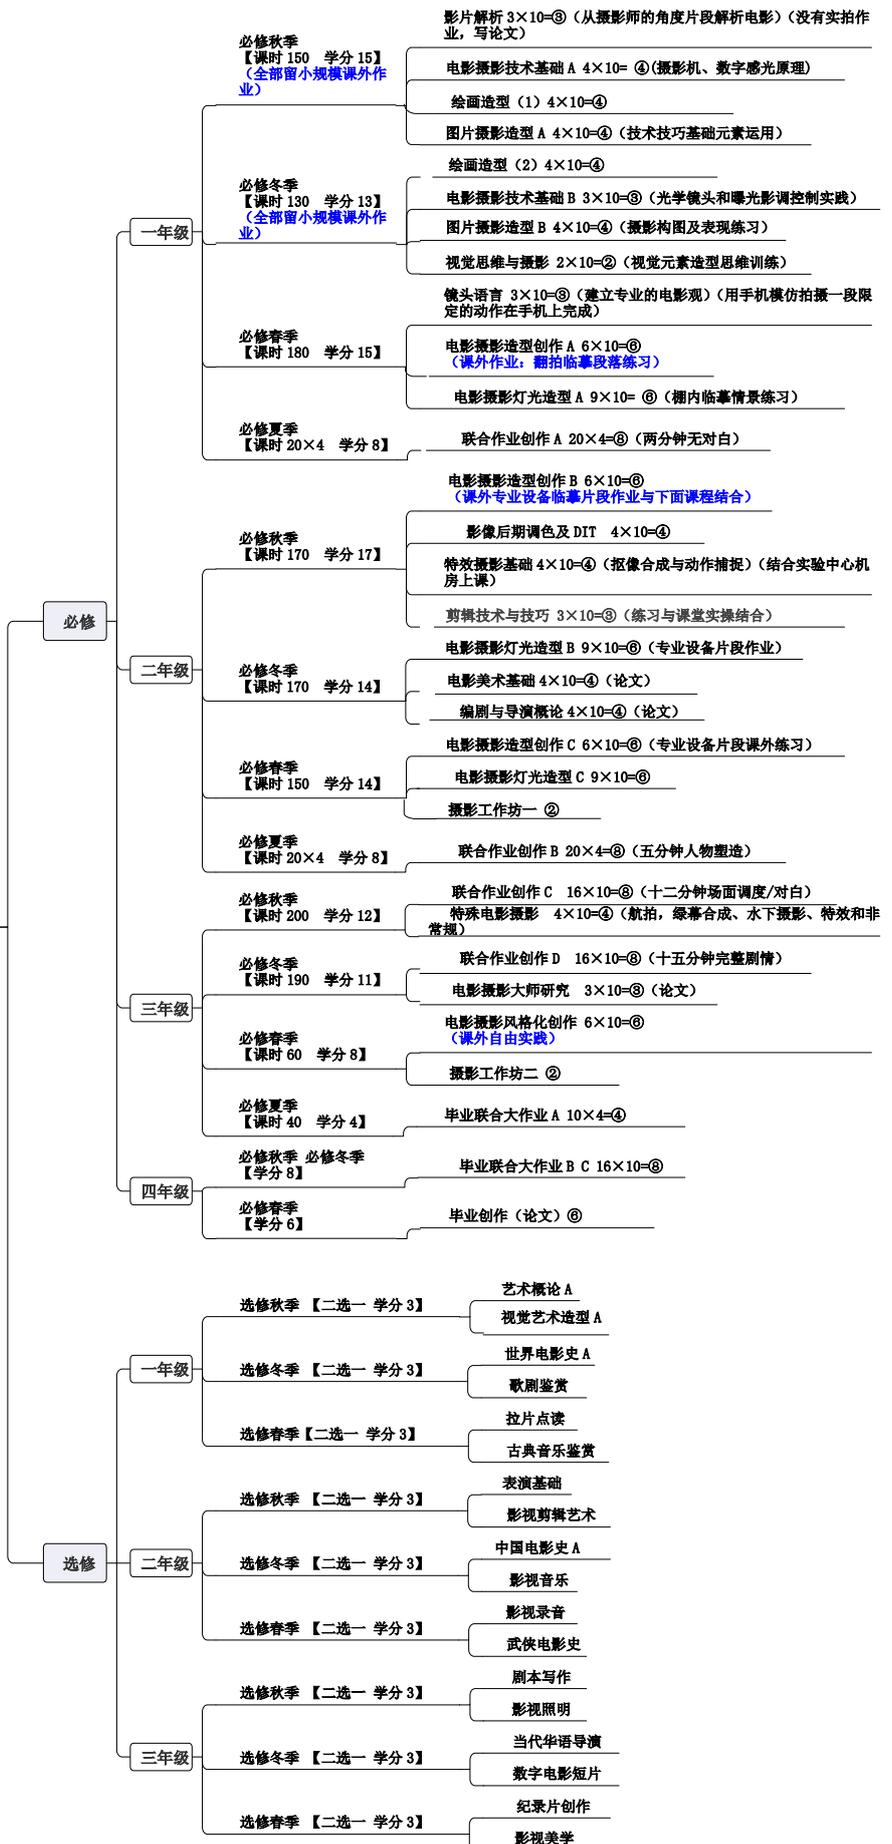 必修
一年级
必修秋季
【课时 150 学分 15】
（全部留小规模课外作
业）
影片解析 3×10=③（从摄影师的角度片段解析电影）（没有实拍作
业，写论文）
电影摄影技术基础 A 4×10= ④(摄影机、数字感光原理)
绘画造型（1）4×10=④
图片摄影造型 A 4×10=④（技术技巧基础元素运用）
必修冬季
【课时 130 学分 13】
（全部留小规模课外作
业）
绘画造型（2）4×10=④
电影摄影技术基础 B 3×10=③（光学镜头和曝光影调控制实践）
图片摄影造型 B 4×10=④（摄影构图及表现练习）
视觉思维与摄影 2×10=②（视觉元素造型思维训练）
必修春季
【课时 180 学分 15】
镜头语言 3×10=③（建立专业的电影观）（用手机模仿拍摄一段限
定的动作在手机上完成）
电影摄影造型创作 A 6×10=⑥
（课外作业：翻拍临摹段落练习）
电影摄影灯光造型 A 9×10= ⑥（棚内临摹情景练习）
必修夏季
【课时 20×4 学分 8】
联合作业创作 A 20×4=⑧（两分钟无对白）
二年级
必修秋季
【课时 170 学分 17】
电影摄影造型创作 B 6×10=⑥
（课外专业设备临摹片段作业与下面课程结合）
影像后期调色及 DIT 4×10=④
特效摄影基础 4×10=④（抠像合成与动作捕捉）（结合实验中心机
房上课）
剪辑技术与技巧 3×10=③（练习与课堂实操结合）
必修冬季
【课时 170 学分 14】
电影摄影灯光造型 B 9×10=⑥（专业设备片段作业）
电影美术基础 4×10=④（论文）
编剧与导演概论 4×10=④（论文）
必修春季
【课时 150 学分 14】
电影摄影造型创作 C 6×10=⑥（专业设备片段课外练习）
电影摄影灯光造型 C 9×10=⑥
摄影工作坊一 ②
必修夏季
【课时 20×4 学分 8】
联合作业创作 B 20×4=⑧（五分钟人物塑造）
三年级
必修秋季
【课时 200 学分 12】
联合作业创作 C 16×10=⑧（十二分钟场面调度/对白）
特殊电影摄影 4×10=④（航拍，绿幕合成、水下摄影、特效和非
常规）
必修冬季
【课时 190 学分 11】
联合作业创作 D 16×10=⑧（十五分钟完整剧情）
电影摄影大师研究 3×10=③（论文）
必修春季
【课时 60 学分 8】
电影摄影风格化创作 6×10=⑥
（课外自由实践）
摄影工作坊二 ②
必修夏季
【课时 40 学分 4】
毕业联合大作业 A 10×4=④
四年级
必修秋季 必修冬季
【学分 8】
毕业联合大作业 B C 16×10=⑧
必修春季
【学分 6】
毕业创作（论文）⑥
选修
一年级
选修秋季 【二选一 学分 3】
艺术概论 A
视觉艺术造型 A
选修冬季 【二选一 学分 3】
世界电影史 A
歌剧鉴赏
选修春季【二选一 学分 3】
拉片点读
古典音乐鉴赏
二年级
选修秋季 【二选一 学分 3】
表演基础
影视剪辑艺术
选修冬季 【二选一 学分 3】
中国电影史 A
影视音乐
选修春季 【二选一 学分 3】
影视录音
武侠电影史
三年级
选修秋季 【二选一 学分 3】
剧本写作
影视照明
选修冬季 【二选一 学分 3】
当代华语导演
数字电影短片
选修春季 【二选一 学分 3】
纪录片创作
影视美学